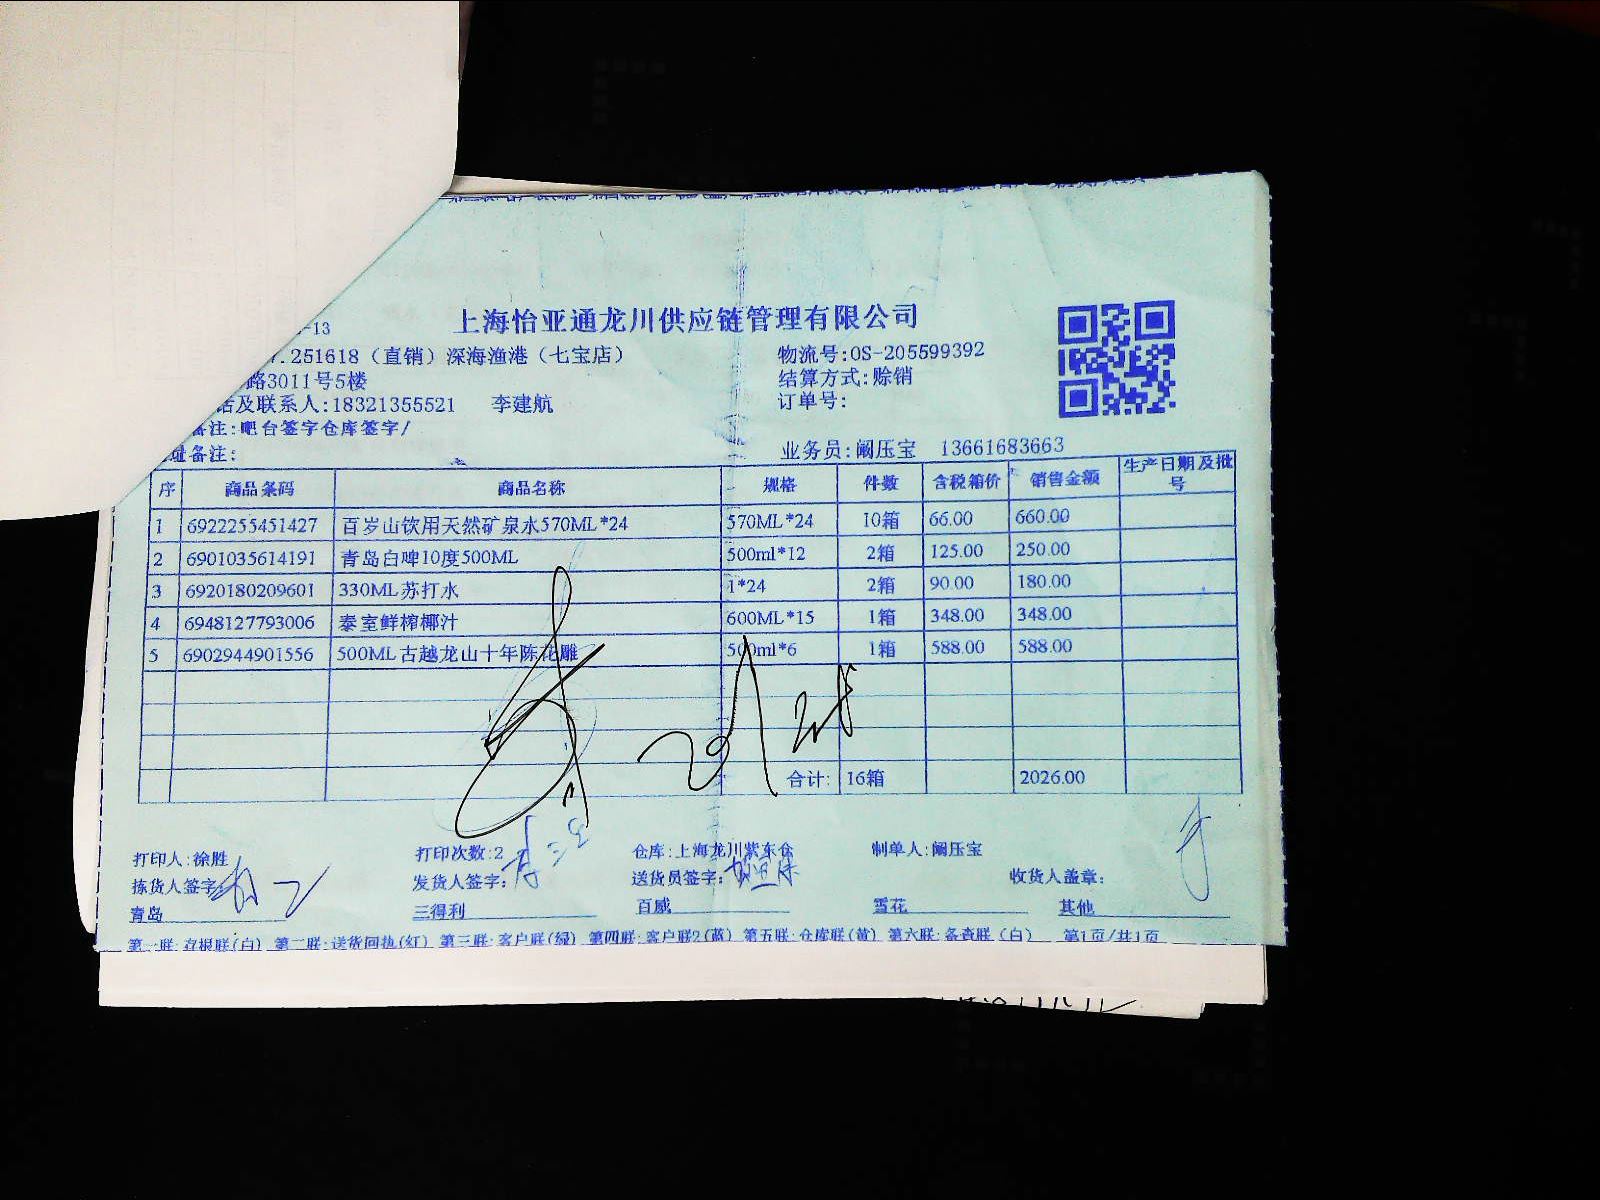 -13
上海怡亚通龙川供应链管理有限公司
7.251618（直销）深海渔港（七宝店）
物流号:OS-205599392
路3011号5楼
结算方式:赊销
话及联系人:18321355521 李建航
订单号:
备注:吧台签字仓库签字/
址备注:
业务员:阚压宝 13661683663
序 商品条码 商品名称 规格 件数 含税箱价 销售金额 生产日期及批号
1 6922255451427 百岁山饮用天然矿泉水570ML*24 570ML*24 10箱 66.00 660.00
2 6901035614191 青岛白啤10度500ML 500ml*12 2箱 125.00 250.00
3 6920180209601 330ML苏打水 1*24 2箱 90.00 180.00
4 6948127793006 泰室鲜榨椰汁 600ML*15 1箱 348.00 348.00
5 6902944901556 500ML古越龙山十年陈花雕 500ml*6 1箱 588.00 588.00
合计: 16箱 2026.00
打印人:徐胜 打印次数:2 仓库:上海龙川紫东仓 制单人:阚压宝
拣货人签字: 发货人签字: 送货员签字: 收货人盖章:
青岛 三得利 百威 雪花 其他
第一联:存根联(白) 第二联:送货回执(红) 第三联:客户联(绿) 第四联:客户联2(蓝) 第五联:仓库联(黄) 第六联:备查联(白) 第1页/共1页